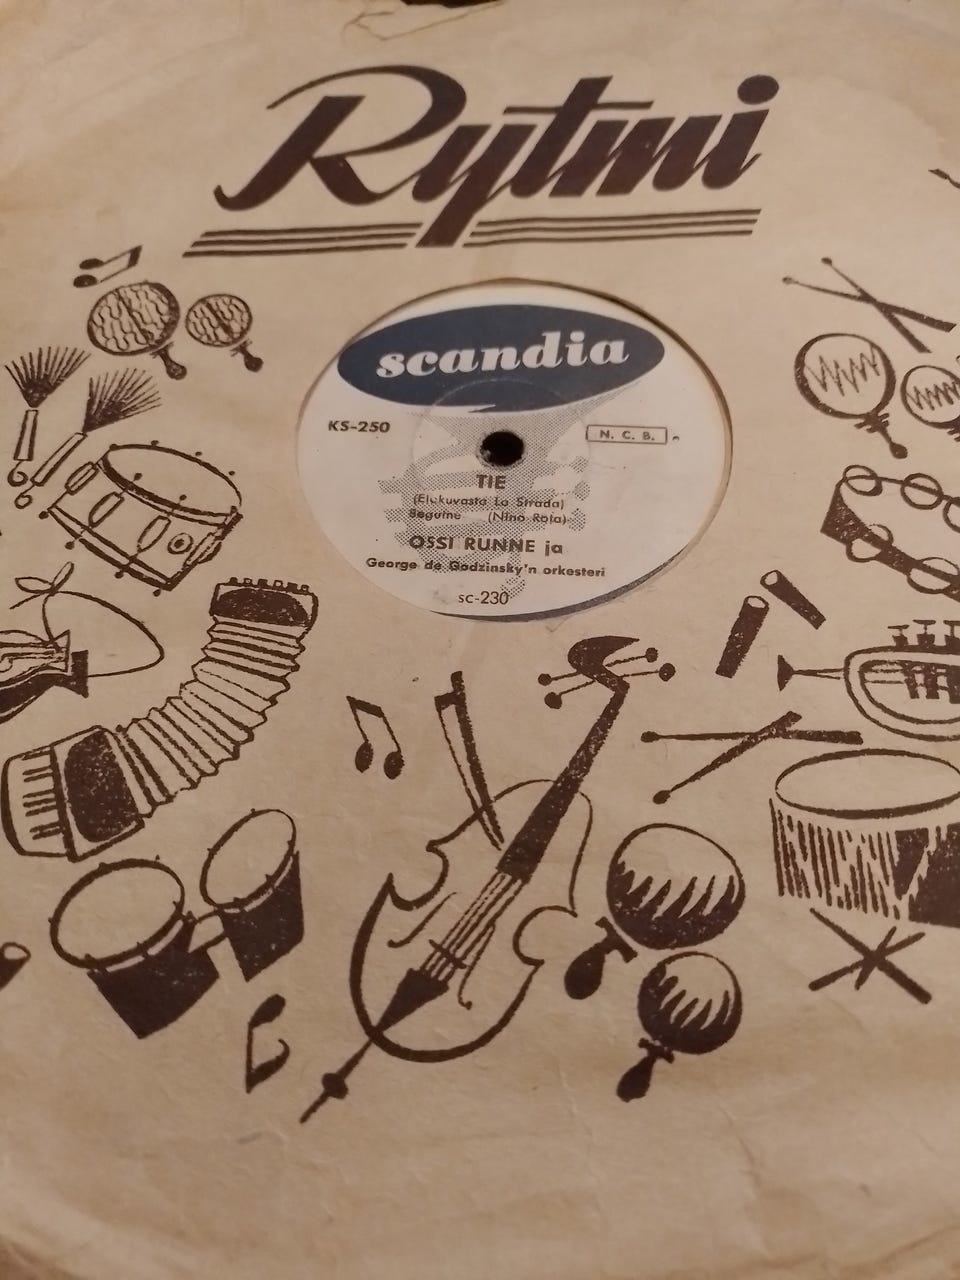 Rytmi
scandia
KS-250
N. C. B.
TIE
(Elokuvasta La Strada)
Beguine (Nino Rota)
OSSI RUNNE ja
George de Godzinsky'n orkesteri
SC-230